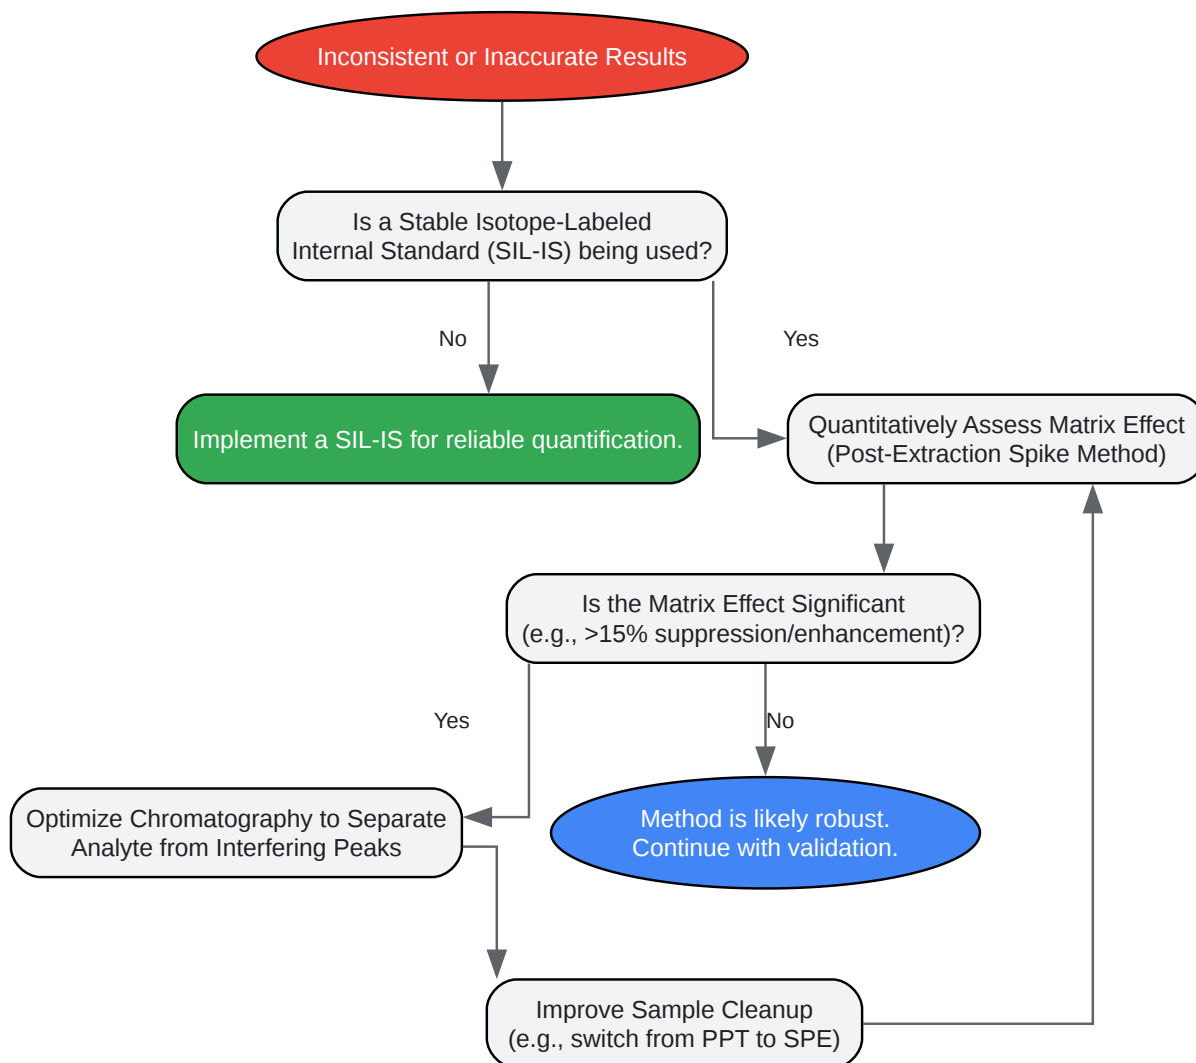 Inconsistent or Inaccurate Results
Is a Stable Isotope-Labeled
Internal Standard (SIL-IS) being used?
No
Yes
Implement a SIL-IS for reliable quantification.
Quantitatively Assess Matrix Effect
(Post-Extraction Spike Method)
Is the Matrix Effect Significant
(e.g., >15% suppression/enhancement)?
Yes
No
Optimize Chromatography to Separate
Analyte from Interfering Peaks
Method is likely robust.
Continue with validation.
Improve Sample Cleanup
(e.g., switch from PPT to SPE)